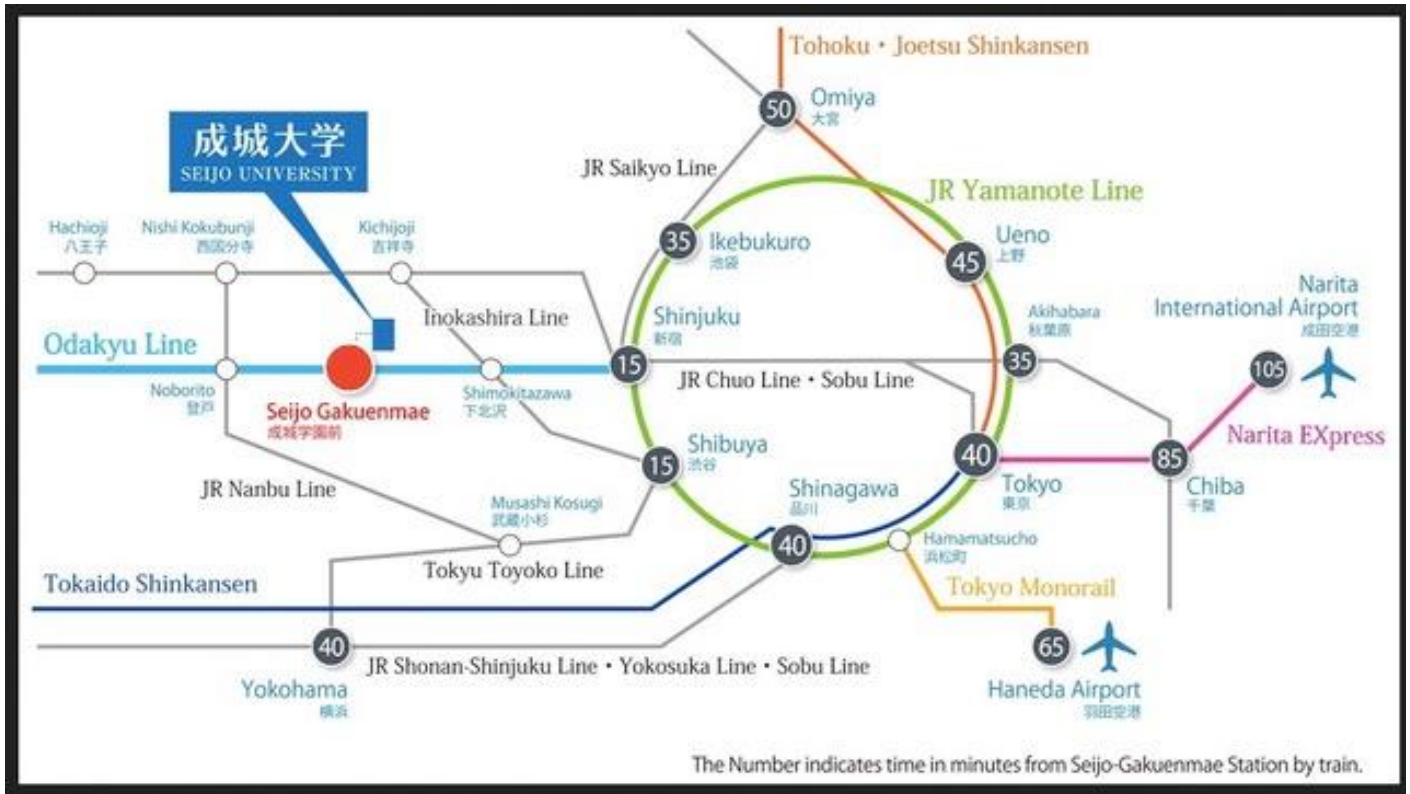 Tohoku・Joetsu Shinkansen
50
Omiya
大宮
成城大学
SEIJO UNIVERSITY
JR Saikyo Line
JR Yamanote Line
Hachioji
八王子
Nishi Kokubunji
西国分寺
Kichijoji
吉祥寺
35
Ikebukuro
池袋
45
Ueno
上野
Narita
International Airport
成田空港
105
Inokashira Line
Shinjuku
新宿
Akihabara
秋葉原
Odakyu Line
15
35
JR Chuo Line・Sobu Line
Noborito
登戸
Seijo Gakuenmae
成城学園前
Shimokitazawa
下北沢
Narita EXpress
Shibuya
渋谷
15
40
Tokyo
東京
85
Chiba
千葉
JR Nanbu Line
Musashi Kosugi
武蔵小杉
Shinagawa
品川
40
Hamamatsucho
浜松町
Tokyu Toyoko Line
Tokaido Shinkansen
Tokyo Monorail
40
65
JR Shonan-Shinjuku Line・Yokosuka Line・Sobu Line
Yokohama
横浜
Haneda Airport
羽田空港
The Number indicates time in minutes from Seijo-Gakuenmae Station by train.